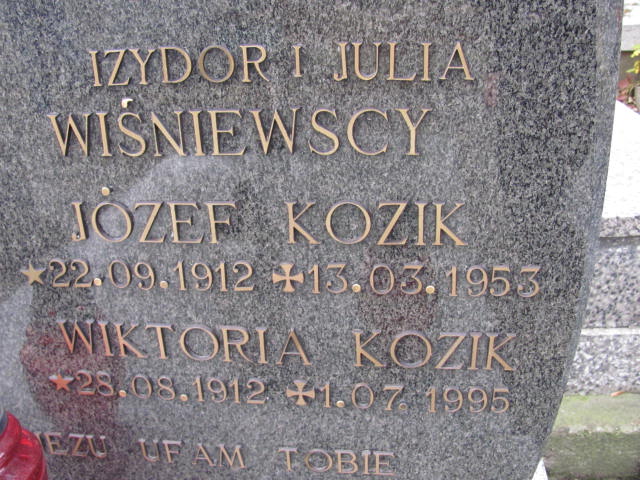 IZYDOR I JULIA
WIŚNIEWSCY
JÓZEF KOZIK
★22.09.1912 ✠13.03.1953
WIKTORIA KOZIK
★28.08.1912 ✠1.07.1995
JEZU UFAM TOBIE